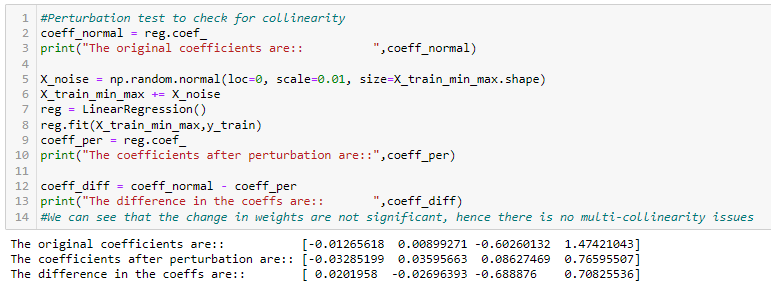 1 #Perturbation test to check for collinearity
2 coeff_normal = reg.coef_
3 print("The original coefficients are::          ",coeff_normal)
4
5 X_noise = np.random.normal(loc=0, scale=0.01, size=X_train_min_max.shape)
6 X_train_min_max += X_noise
7 reg = LinearRegression()
8 reg.fit(X_train_min_max,y_train)
9 coeff_per = reg.coef_
10 print("The coefficients after perturbation are::",coeff_per)
11
12 coeff_diff = coeff_normal - coeff_per
13 print("The difference in the coeffs are::       ",coeff_diff)
14 #We can see that the change in weights are not significant, hence there is no multi-collinearity issues
The original coefficients are::           [-0.01265618  0.00899271 -0.60260132  1.47421043]
The coefficients after perturbation are:: [-0.03285199  0.03595663  0.08627469  0.76595507]
The difference in the coeffs are::        [ 0.0201958  -0.02696393 -0.688876    0.70825536]